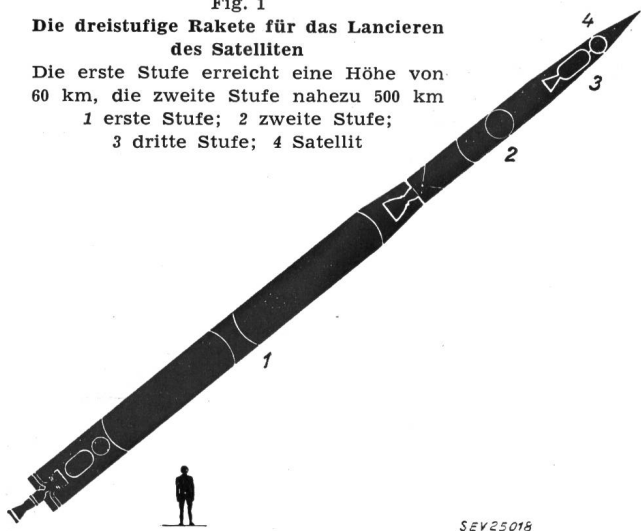 Fig. 1
Die dreistufige Rakete für das Lancieren
des Satelliten
Die erste Stufe erreicht eine Höhe von
60 km, die zweite Stufe nahezu 500 km
1 erste Stufe; 2 zweite Stufe;
3 dritte Stufe; 4 Satellit
4
3
2
1
SEV25018